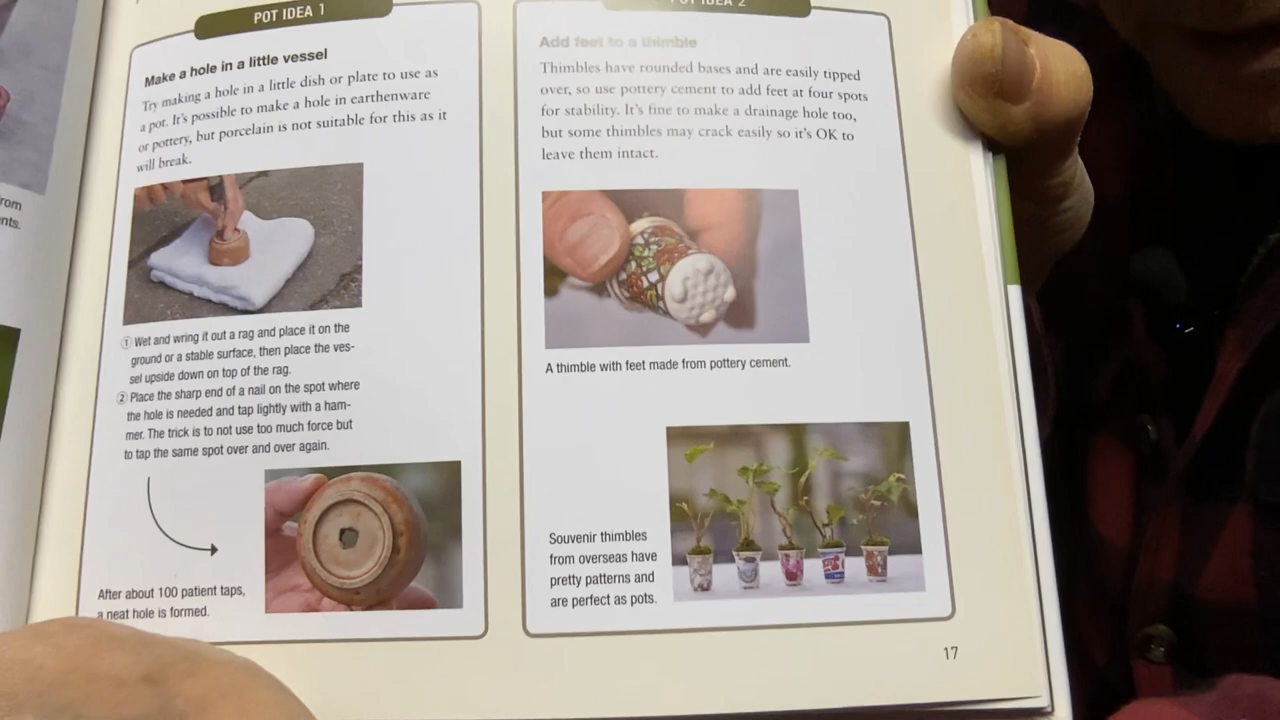 rom
nts.
POT IDEA 1
Make a hole in a little vessel
Try making a hole in a little dish or plate to use as
a pot. It's possible to make a hole in earthenware
or pottery, but porcelain is not suitable for this as it
will break.
① Wet and wring it out a rag and place it on the
ground or a stable surface, then place the ves-
sel upside down on top of the rag.
② Place the sharp end of a nail on the spot where
the hole is needed and tap lightly with a ham-
mer. The trick is to not use too much force but
to tap the same spot over and over again.
After about 100 patient taps,
a neat hole is formed.
POT IDEA 2
Add feet to a thimble
Thimbles have rounded bases and are easily tipped
over, so use pottery cement to add feet at four spots
for stability. It's fine to make a drainage hole too,
but some thimbles may crack easily so it's OK to
leave them intact.
A thimble with feet made from pottery cement.
Souvenir thimbles
from overseas have
pretty patterns and
are perfect as pots.
17